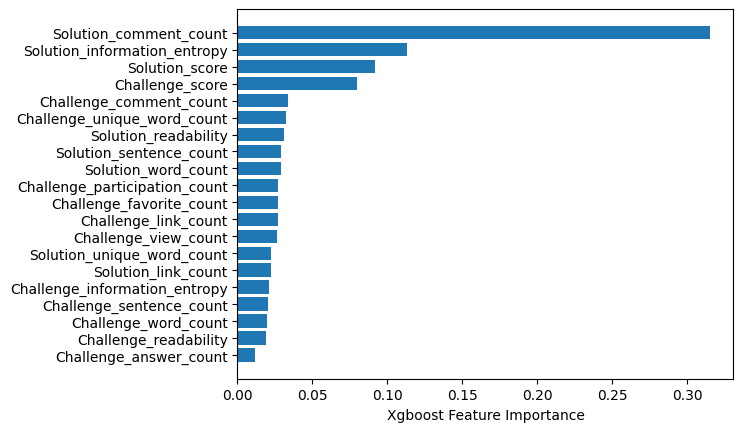 Solution_comment_count
Solution_information_entropy
Solution_score
Challenge_score
Challenge_comment_count
Challenge_unique_word_count
Solution_readability
Solution_sentence_count
Solution_word_count
Challenge_participation_count
Challenge_favorite_count
Challenge_link_count
Challenge_view_count
Solution_unique_word_count
Solution_link_count
Challenge_information_entropy
Challenge_sentence_count
Challenge_word_count
Challenge_readability
Challenge_answer_count
0.00 0.05 0.10 0.15 0.20 0.25 0.30
Xgboost Feature Importance